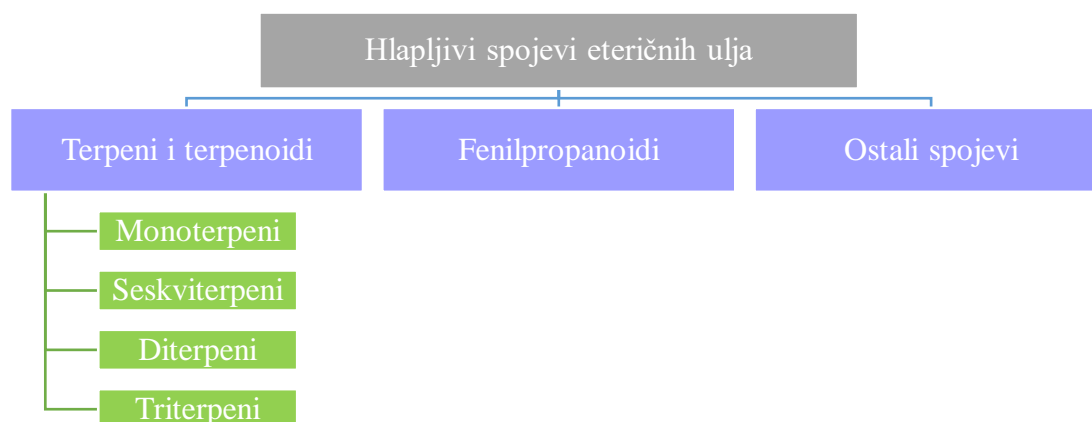 Hlapljivi spojevi eteričnih ulja
Terpeni i terpenoidi
Fenilpropanoidi
Ostali spojevi
Monoterpeni
Seskviterpeni
Diterpeni
Triterpeni